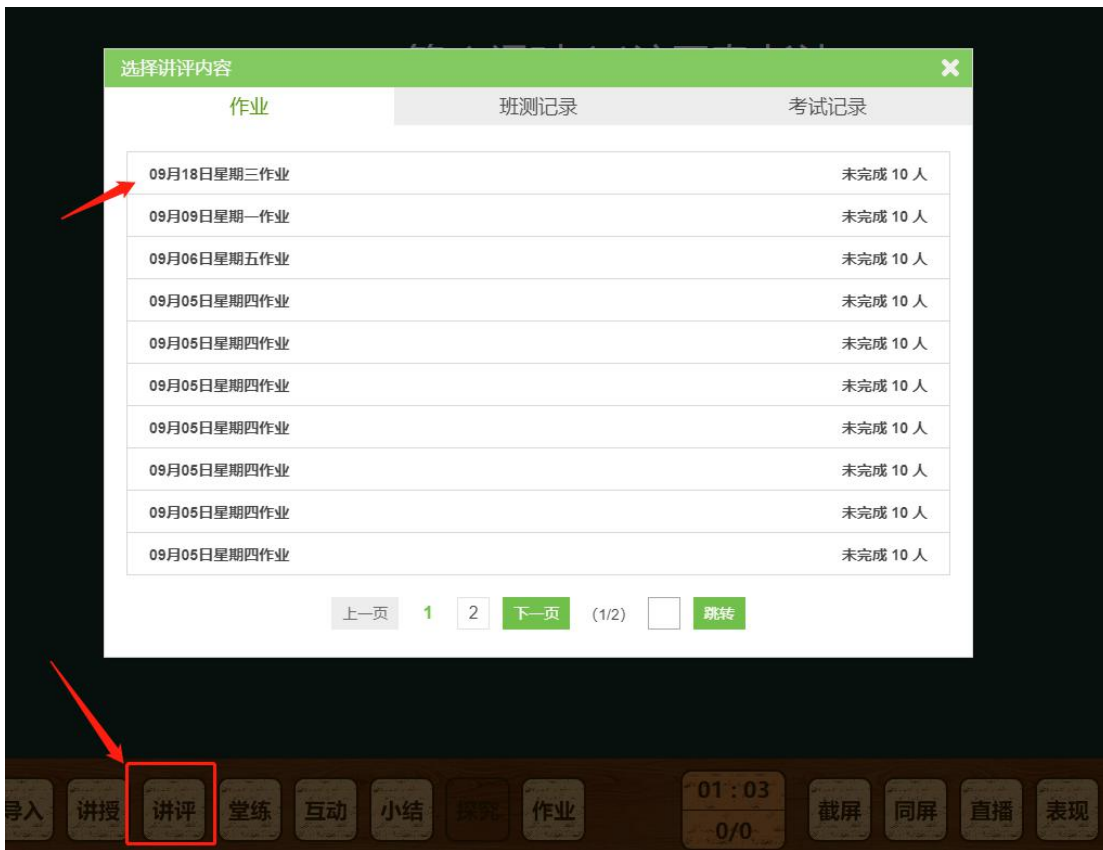 选择讲评内容
作业 班测记录 考试记录
09月18日星期三作业 未完成 10 人
09月09日星期一作业 未完成 10 人
09月06日星期五作业 未完成 10 人
09月05日星期四作业 未完成 10 人
09月05日星期四作业 未完成 10 人
09月05日星期四作业 未完成 10 人
09月05日星期四作业 未完成 10 人
09月05日星期四作业 未完成 10 人
09月05日星期四作业 未完成 10 人
09月05日星期四作业 未完成 10 人
上一页 1 2 下一页 (1/2) 跳转
导入 讲授 讲评 堂练 互动 小结 探究 作业 01:03 截屏 同屏 直播 表现
0/0